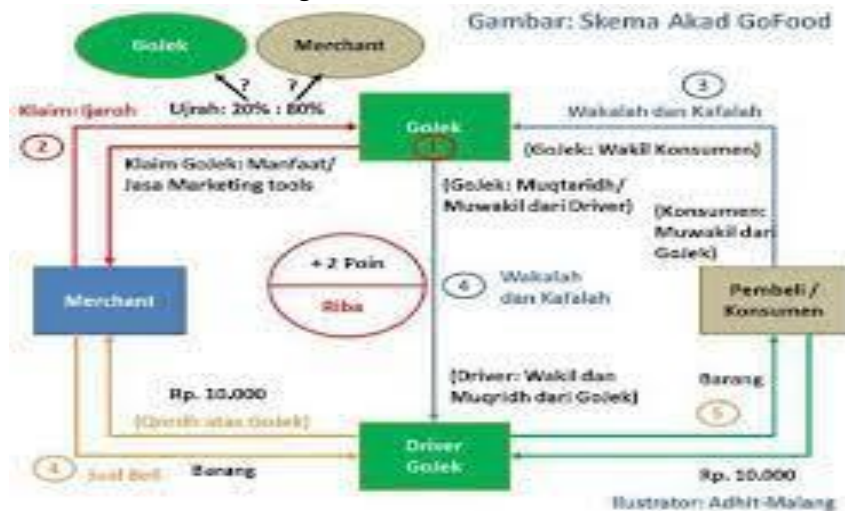 Gambar: Skema Akad GoFood
GoJek
Merchant
?
?
Klaim: Ijaroh
Ujrah: 20% : 80%
3
Wakalah dan Kafalah
GoJek
1
2
(GoJek: Wakil Konsumen)
Klaim GoJek: Manfaat/
Jasa Marketing tools
(GoJek: Muqtaridh/
Muwakil dari Driver)
(Konsumen:
Muwakil dari
GoJek)
+ 2 Poin
Riba
4
Wakalah
dan Kafalah
Merchant
Pembeli /
Konsumen
Rp. 10.000
(Qordh atas GoJek)
(Driver: Wakil dan
Muqridh dari GoJek)
Barang
5
Driver
GoJek
Jual Beli
Barang
Rp. 10.000
Ilustrator: Adhit-Malang